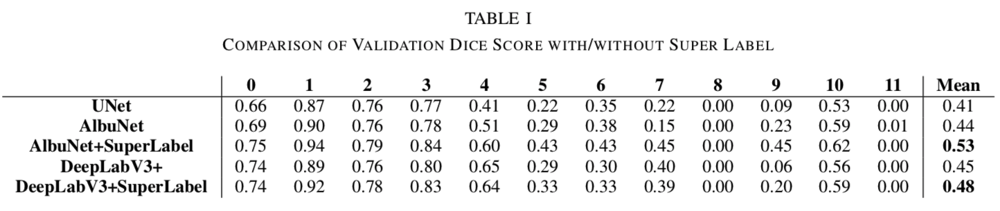 TABLE I
COMPARISON OF VALIDATION DICE SCORE WITH/WITHOUT SUPER LABEL
0 1 2 3 4 5 6 7 8 9 10 11 Mean
UNet 0.66 0.87 0.76 0.77 0.41 0.22 0.35 0.22 0.00 0.09 0.53 0.00 0.41
AlbuNet 0.69 0.90 0.76 0.78 0.51 0.29 0.38 0.15 0.00 0.23 0.59 0.01 0.44
AlbuNet+SuperLabel 0.75 0.94 0.79 0.84 0.60 0.43 0.43 0.45 0.00 0.45 0.62 0.00 0.53
DeepLabV3+ 0.74 0.89 0.76 0.80 0.65 0.29 0.30 0.40 0.00 0.06 0.56 0.00 0.45
DeepLabV3+SuperLabel 0.74 0.92 0.78 0.83 0.64 0.33 0.33 0.39 0.00 0.20 0.59 0.00 0.48